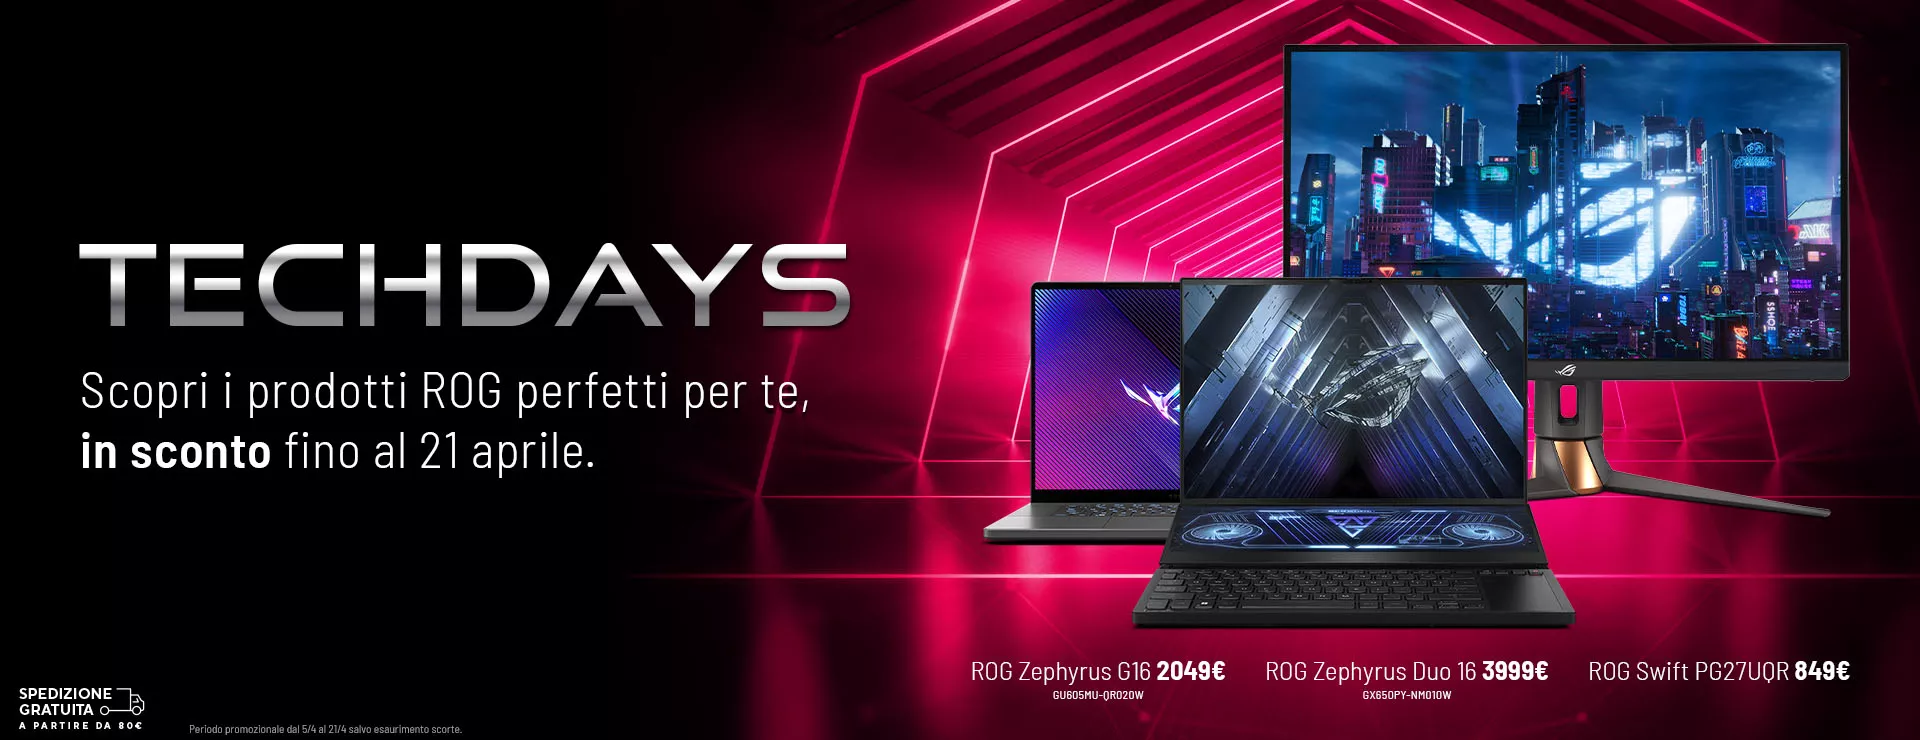 TECHDAYS
Scopri i prodotti ROG perfetti per te,
in sconto fino al 21 aprile.
ROG Zephyrus G16 2049€
GU605MU-QR020W
ROG Zephyrus Duo 16 3999€
GX650PY-NM010W
ROG Swift PG27UQR 849€
SPEDIZIONE
GRATUITA
A PARTIRE DA 80€
Periodo promozionale dal 5/4 al 21/4 salvo esaurimento scorte.